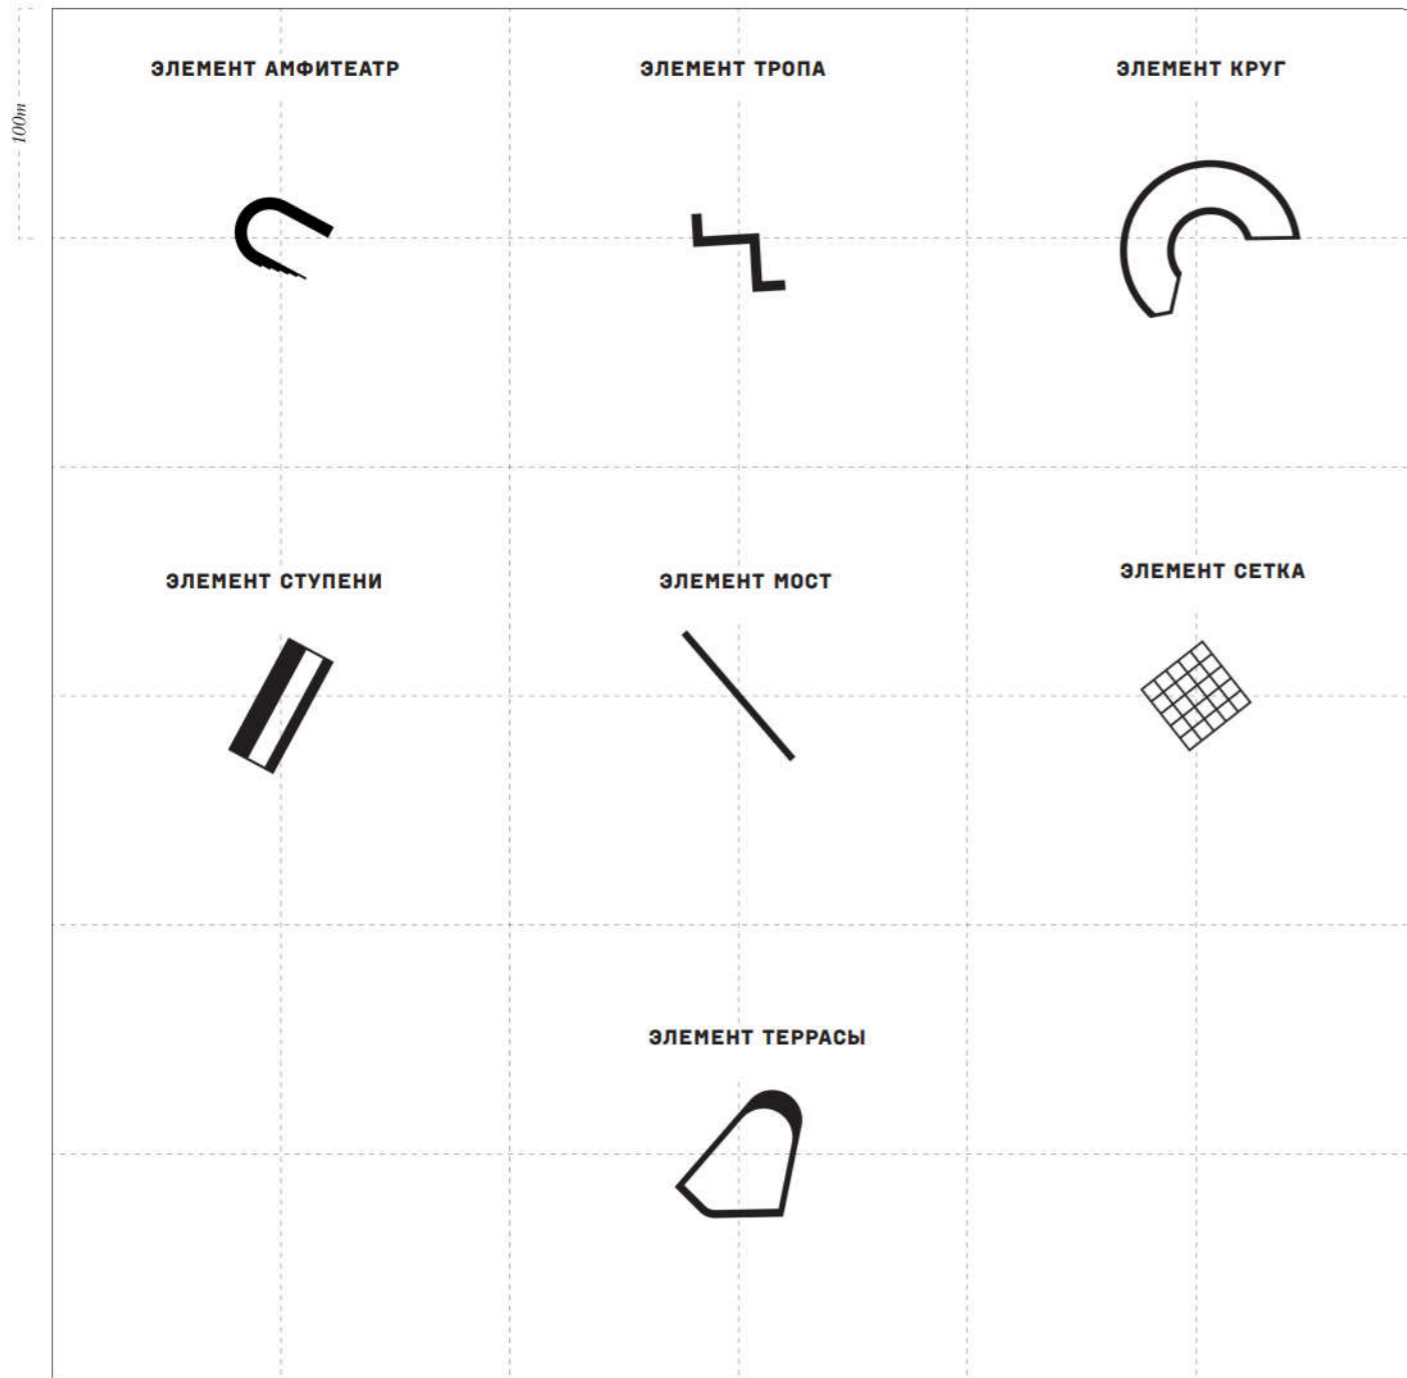 ЭЛЕМЕНТ АМФИТЕАТР
ЭЛЕМЕНТ ТРОПА
ЭЛЕМЕНТ КРУГ
100m
ЭЛЕМЕНТ СТУПЕНИ
ЭЛЕМЕНТ МОСТ
ЭЛЕМЕНТ СЕТКА
ЭЛЕМЕНТ ТЕРРАСЫ